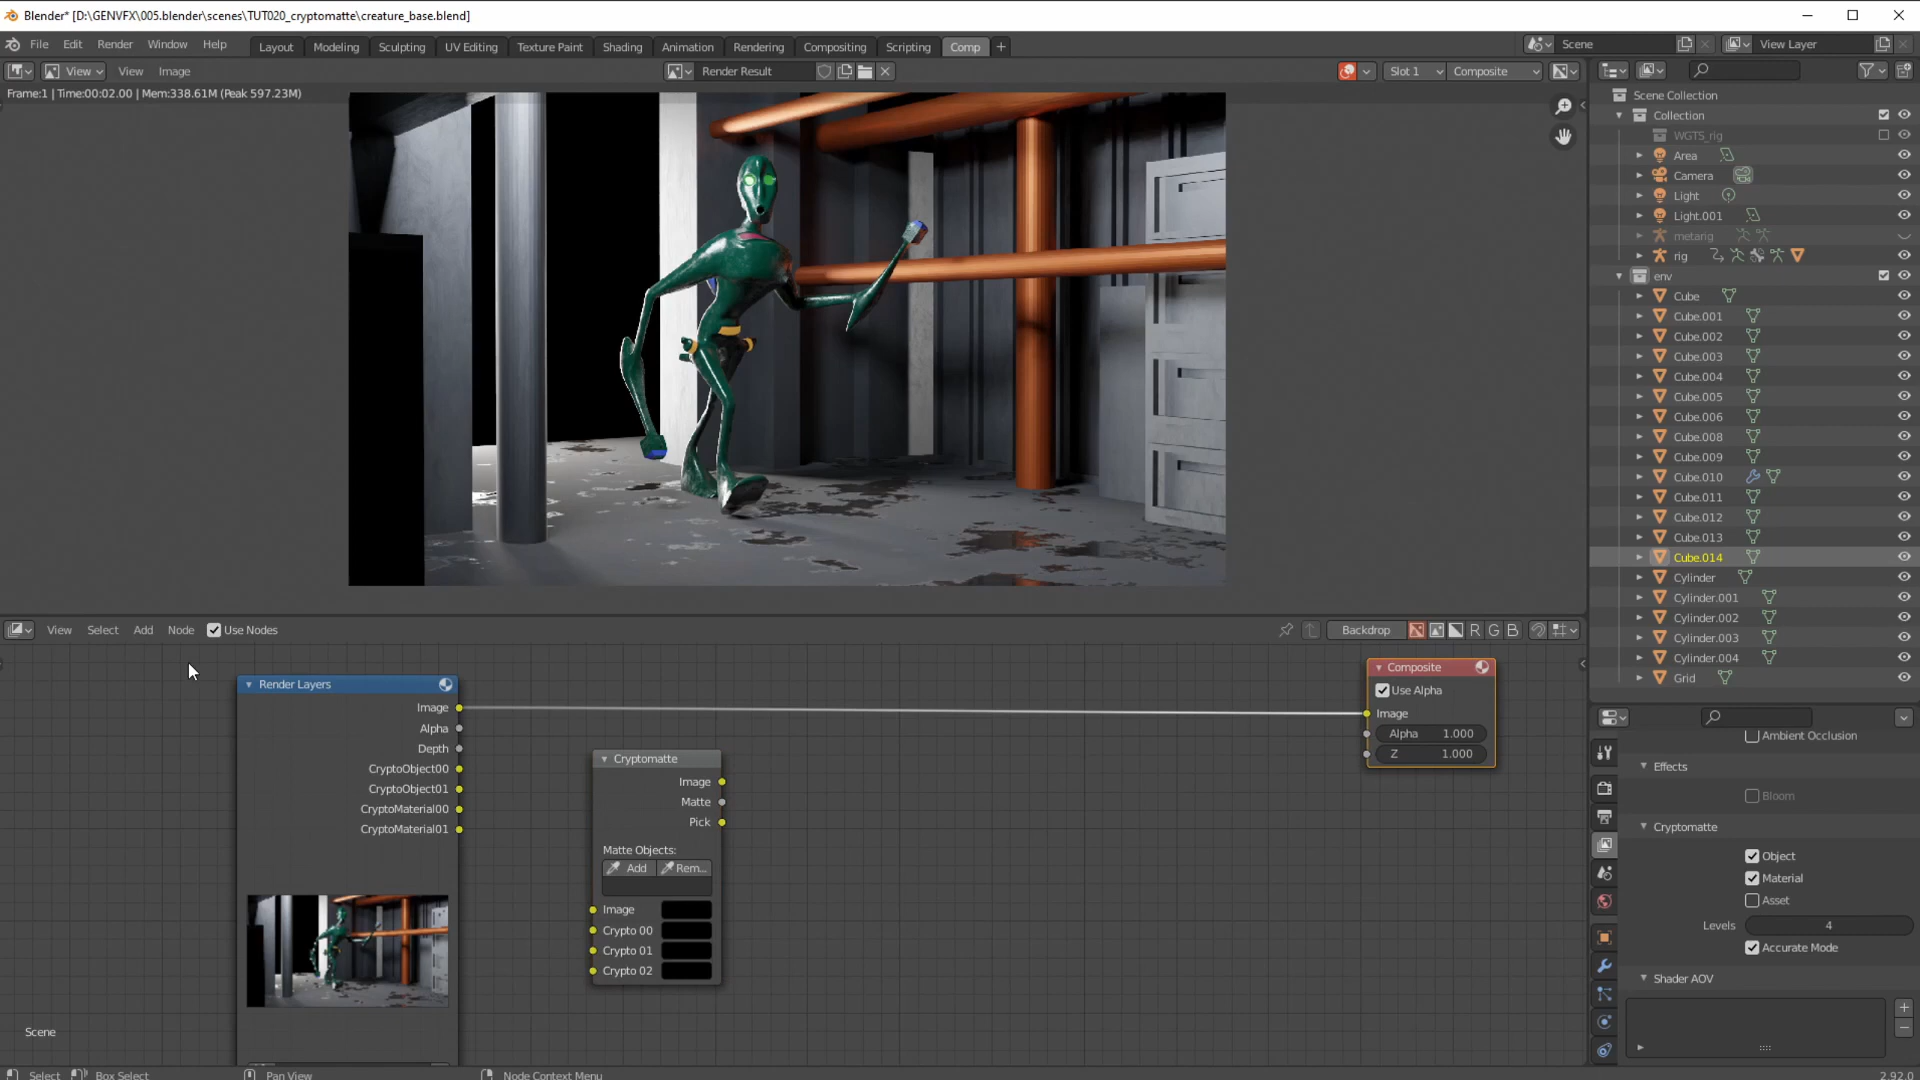 Blender* [D:\GENVFX\005.blender\scenes\TUT020_cryptomatte\creature_base.blend]
File Edit Render Window Help Layout Modeling Sculpting UV Editing Texture Paint Shading Animation Rendering Compositing Scripting Comp + Scene View Layer
View View Image Render Result Slot 1 Composite
Frame:1 | Time:00:02.00 | Mem:338.61M (Peak 597.23M)
Scene Collection
Collection
WGTS_rig
Area
Camera
Light
Light.001
metarig
rig
env
Cube
Cube.001
Cube.002
Cube.003
Cube.004
Cube.005
Cube.006
Cube.008
Cube.009
Cube.010
Cube.011
Cube.012
Cube.013
Cube.014
Cylinder
Cylinder.001
Cylinder.002
Cylinder.003
Cylinder.004
Grid
View Select Add Node Use Nodes Backdrop R G B
Render Layers
Image
Alpha
Depth
CryptoObject00
CryptoObject01
CryptoMaterial00
CryptoMaterial01
Cryptomatte
Image
Matte
Pick
Matte Objects:
Add Rem...
Image
Crypto 00
Crypto 01
Crypto 02
Composite
Use Alpha
Image
Alpha 1.000
Z 1.000
Ambient Occlusion
Effects
Bloom
Cryptomatte
Object
Material
Asset
Levels 4
Accurate Mode
Shader AOV
Scene
Select Box Select Pan View Node Context Menu 2.92.0